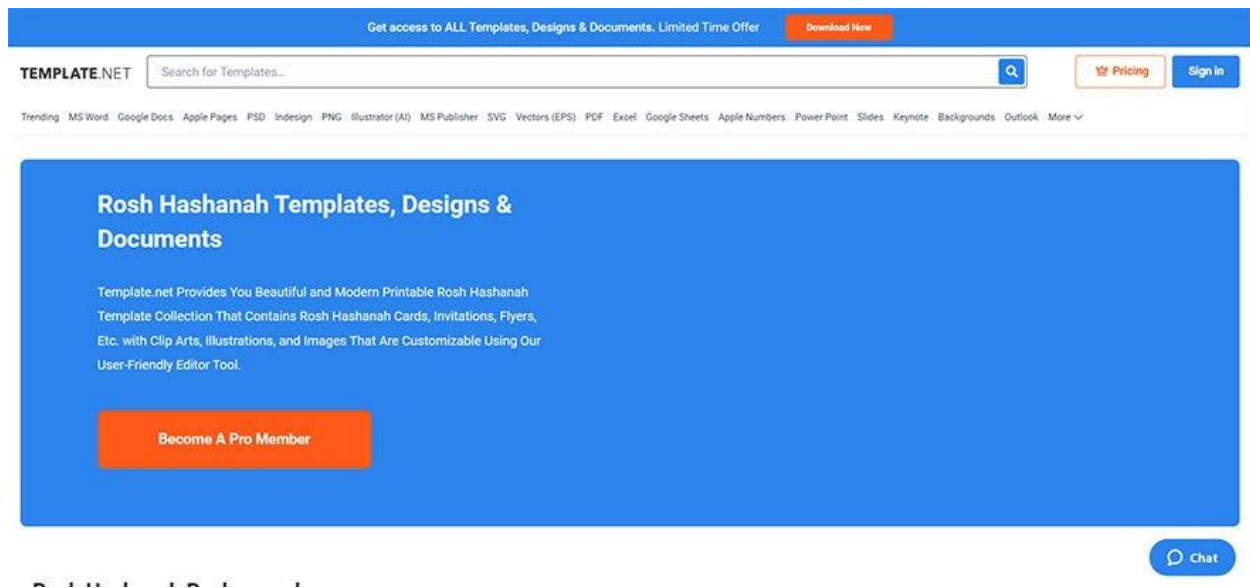 Get access to ALL Templates, Designs & Documents. Limited Time Offer Download Now
TEMPLATE.NET Search for Templates... Pricing Sign in
Trending MS Word Google Docs Apple Pages PSD Indesign PNG Illustrator (AI) MS Publisher SVG Vectors (EPS) PDF Excel Google Sheets Apple Numbers Power Point Slides Keynote Backgrounds Outlook More
Rosh Hashanah Templates, Designs &
Documents
Template.net Provides You Beautiful and Modern Printable Rosh Hashanah
Template Collection That Contains Rosh Hashanah Cards, Invitations, Flyers,
Etc. with Clip Arts, Illustrations, and Images That Are Customizable Using Our
User-Friendly Editor Tool.
Become A Pro Member
Chat